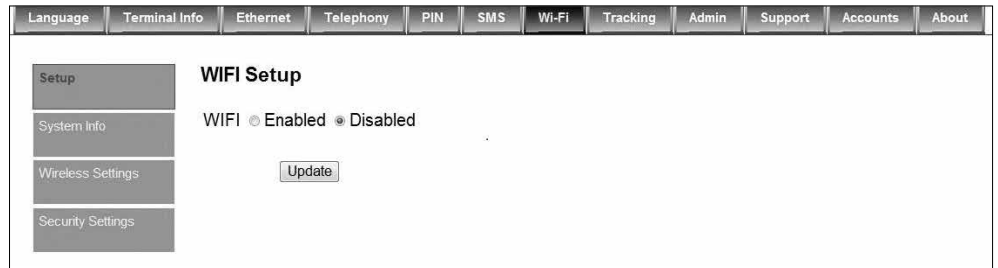 Language Terminal Info Ethernet Telephony PIN SMS Wi-Fi Tracking Admin Support Accounts About
Setup
System Info
Wireless Settings
Security Settings
WIFI Setup
WIFI Enabled Disabled
Update